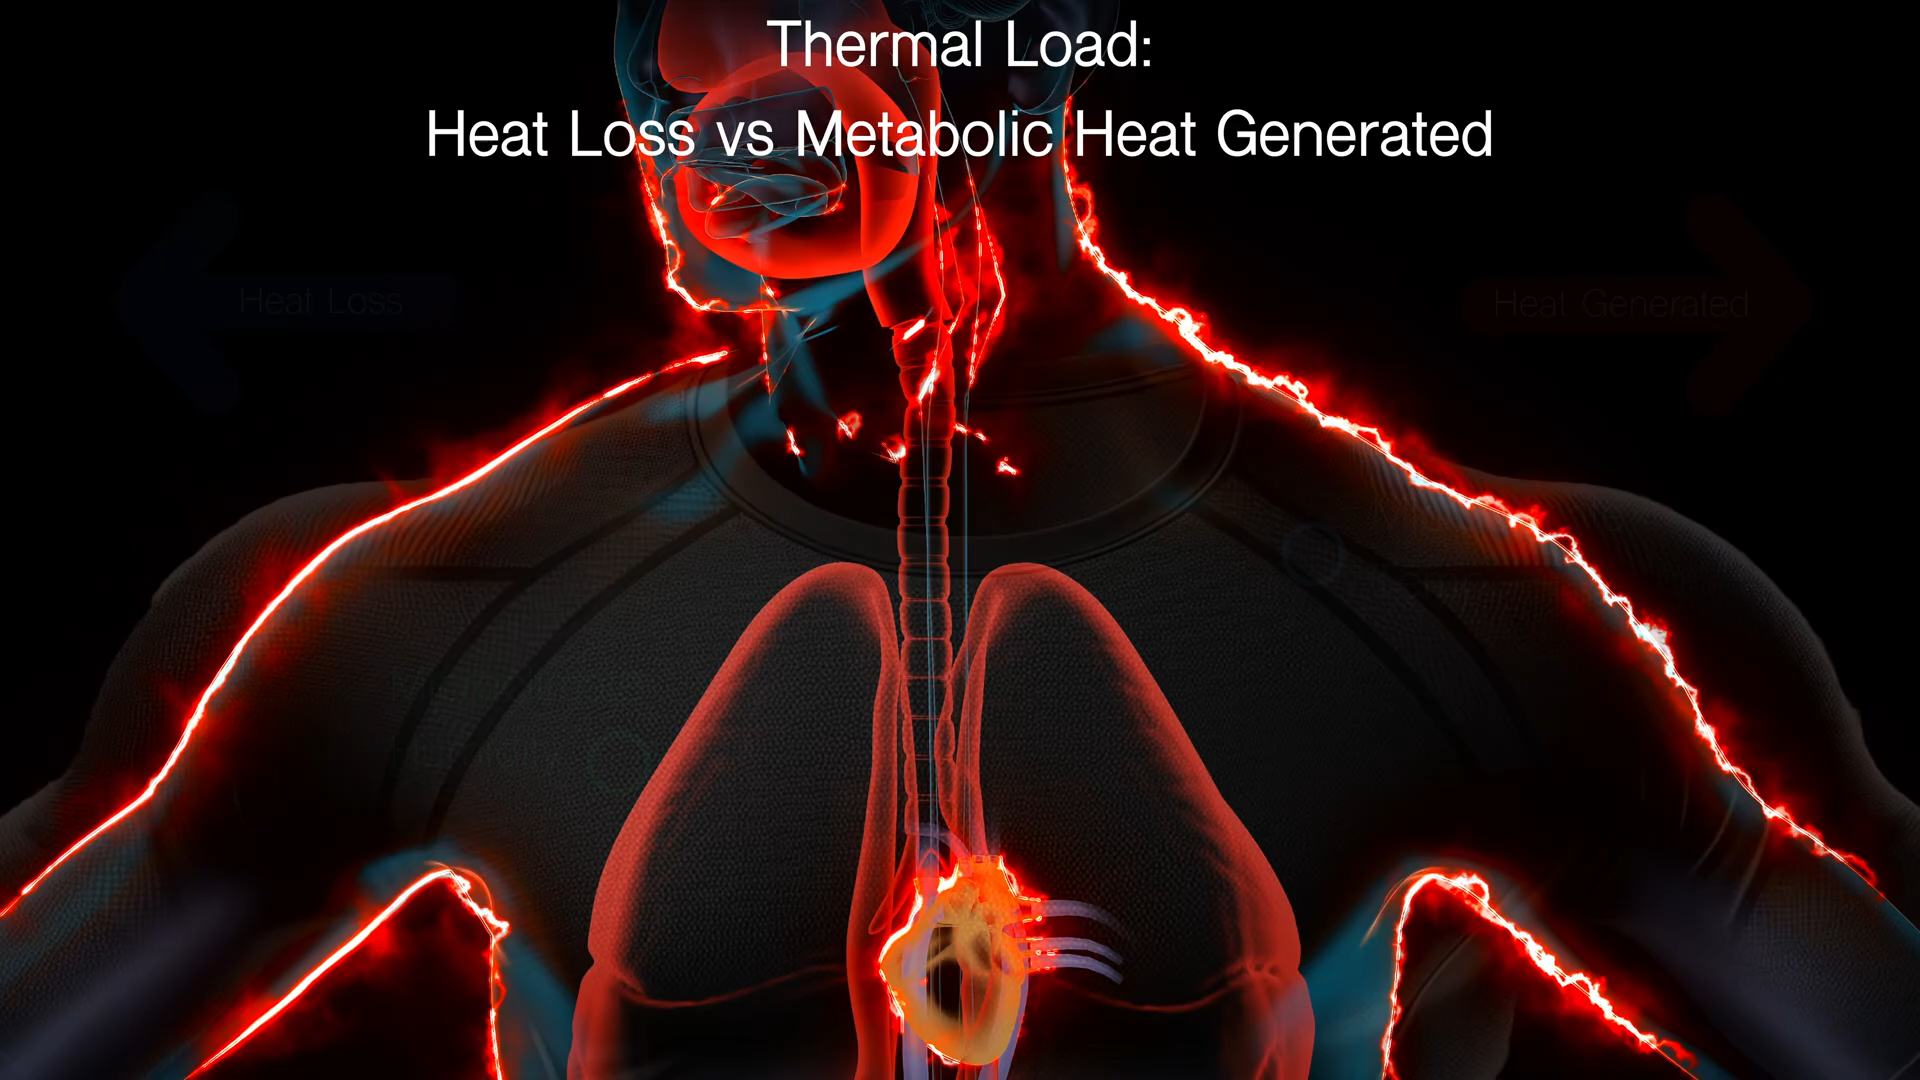 Thermal Load:
Heat Loss vs Metabolic Heat Generated
Heat Loss
Heat Generated